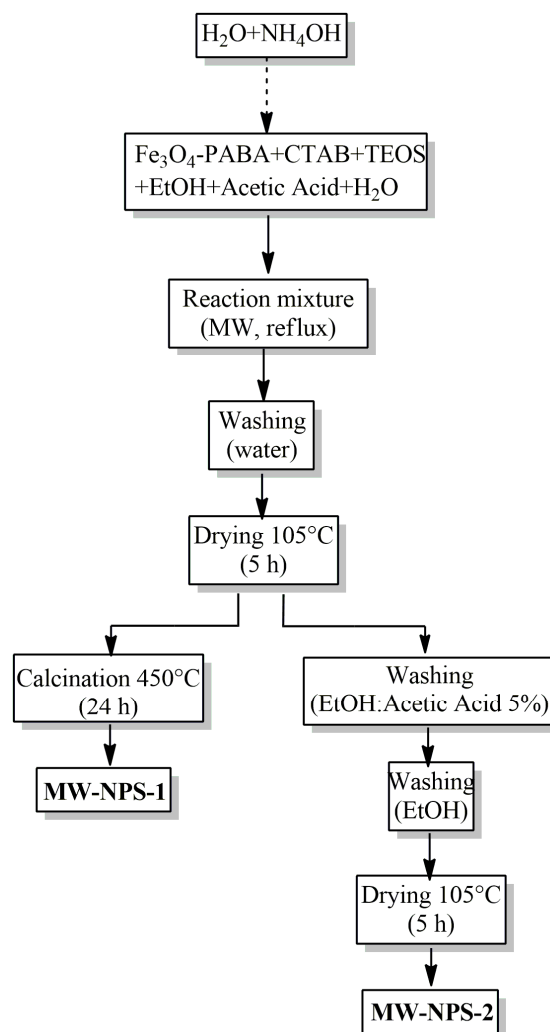 H₂O+NH₄OH
Fe₃O₄-PABA+CTAB+TEOS
+EtOH+Acetic Acid+H₂O
Reaction mixture
(MW, reflux)
Washing
(water)
Drying 105°C
(5 h)
Calcination 450°C
(24 h)
MW-NPS-1
Washing
(EtOH:Acetic Acid 5%)
Washing
(EtOH)
Drying 105°C
(5 h)
MW-NPS-2